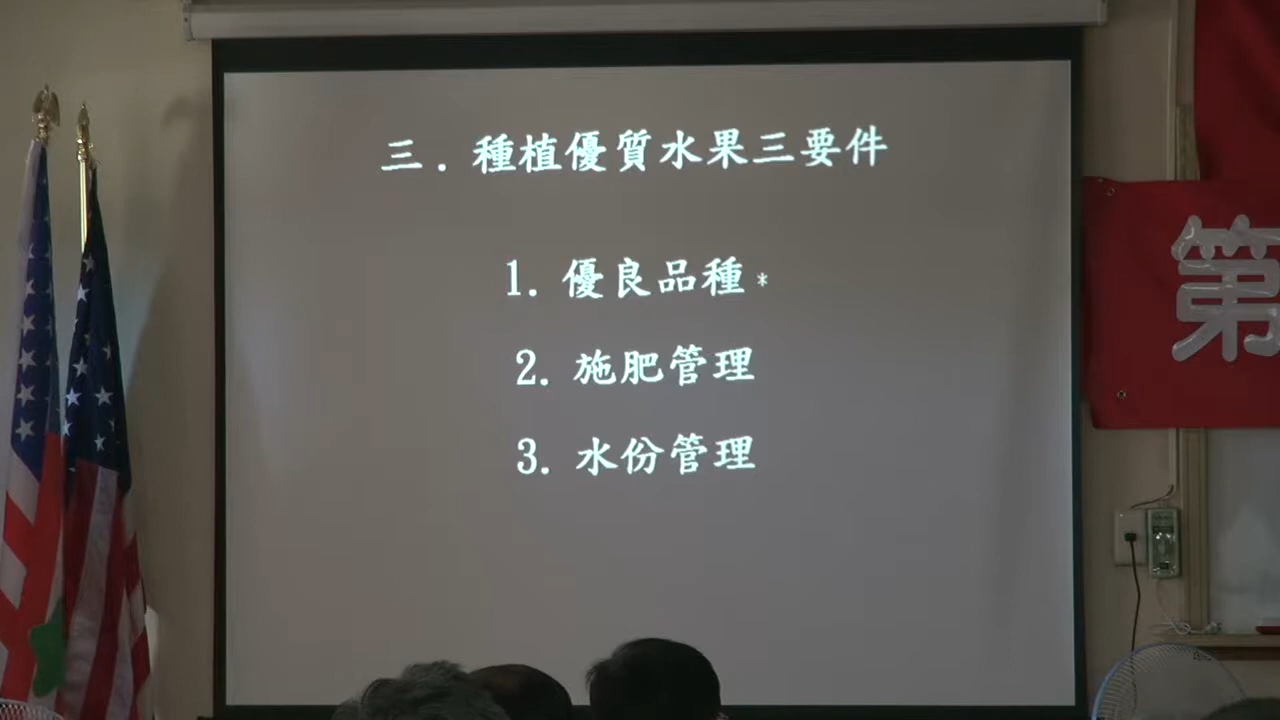 三. 種植優質水果三要件
1. 優良品種*
2. 施肥管理
3. 水份管理
第